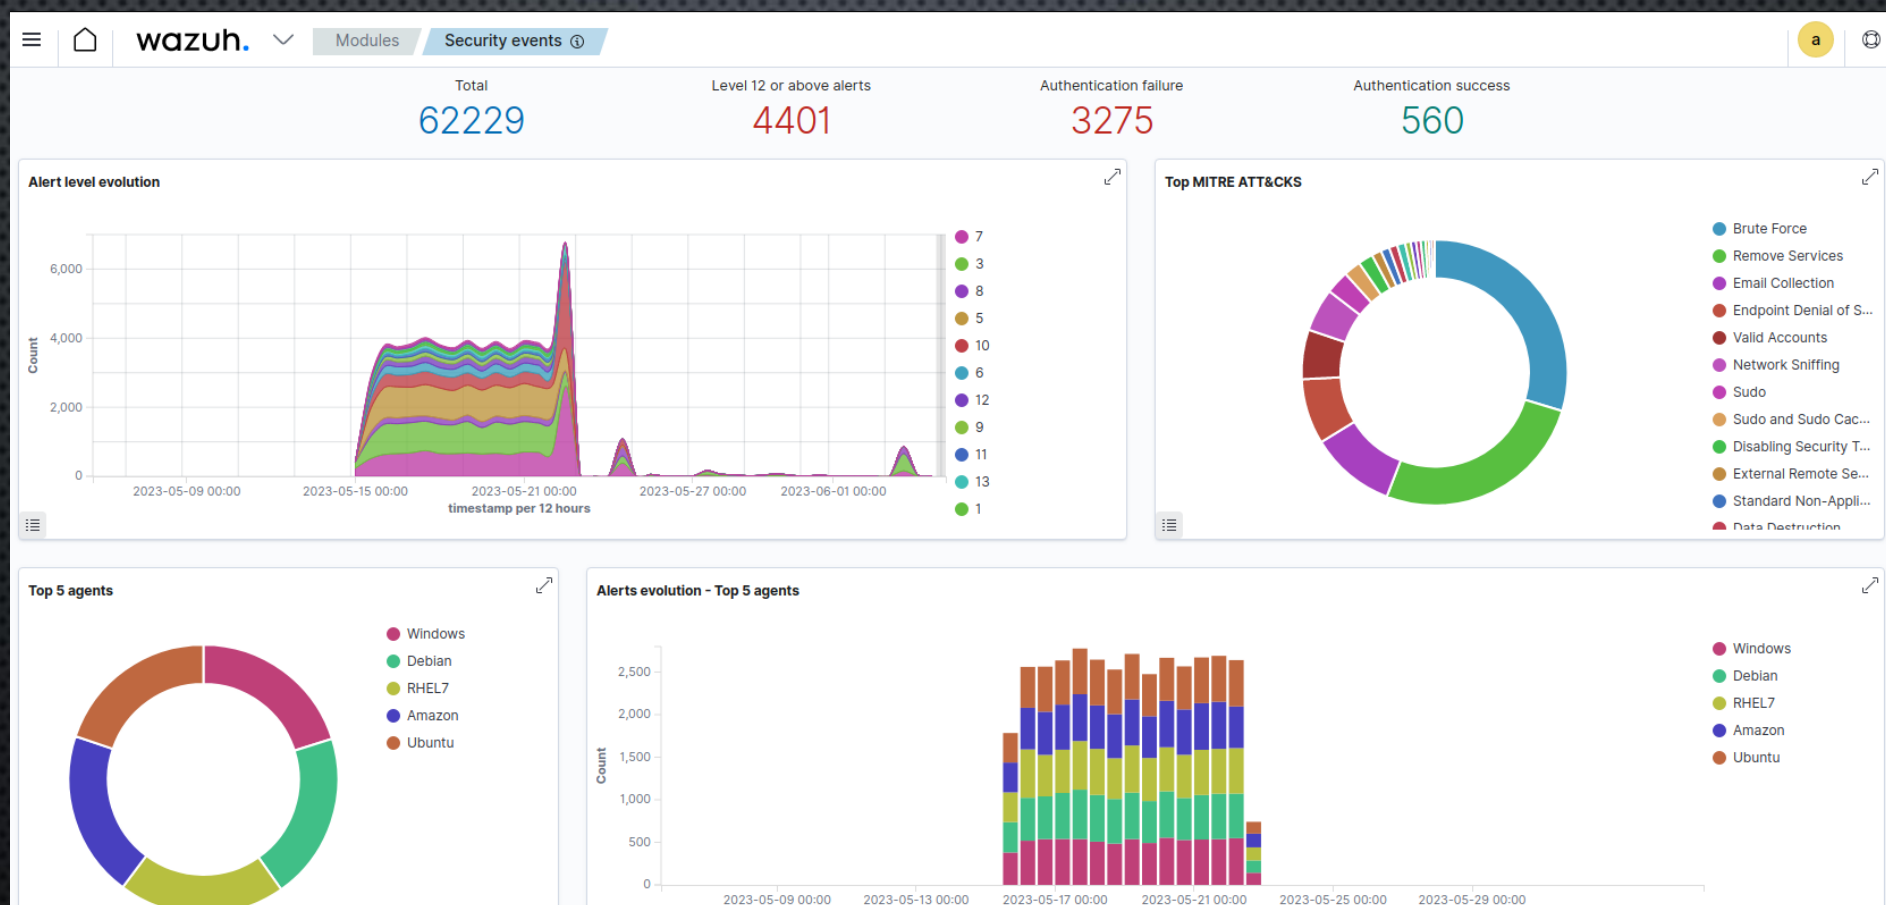 wazuh.
Modules
Security events
a
Total
62229
Level 12 or above alerts
4401
Authentication failure
3275
Authentication success
560
Alert level evolution
Count
6,000
4,000
2,000
0
2023-05-09 00:00
2023-05-15 00:00
2023-05-21 00:00
2023-05-27 00:00
2023-06-01 00:00
timestamp per 12 hours
7
3
8
5
10
6
12
9
11
13
1
Top MITRE ATT&CKS
Brute Force
Remove Services
Email Collection
Endpoint Denial of S...
Valid Accounts
Network Sniffing
Sudo
Sudo and Sudo Cac...
Disabling Security T...
External Remote Se...
Standard Non-Appli...
Data Destruction
Top 5 agents
Windows
Debian
RHEL7
Amazon
Ubuntu
Alerts evolution - Top 5 agents
Count
2,500
2,000
1,500
1,000
500
0
2023-05-09 00:00
2023-05-13 00:00
2023-05-17 00:00
2023-05-21 00:00
2023-05-25 00:00
2023-05-29 00:00
Windows
Debian
RHEL7
Amazon
Ubuntu